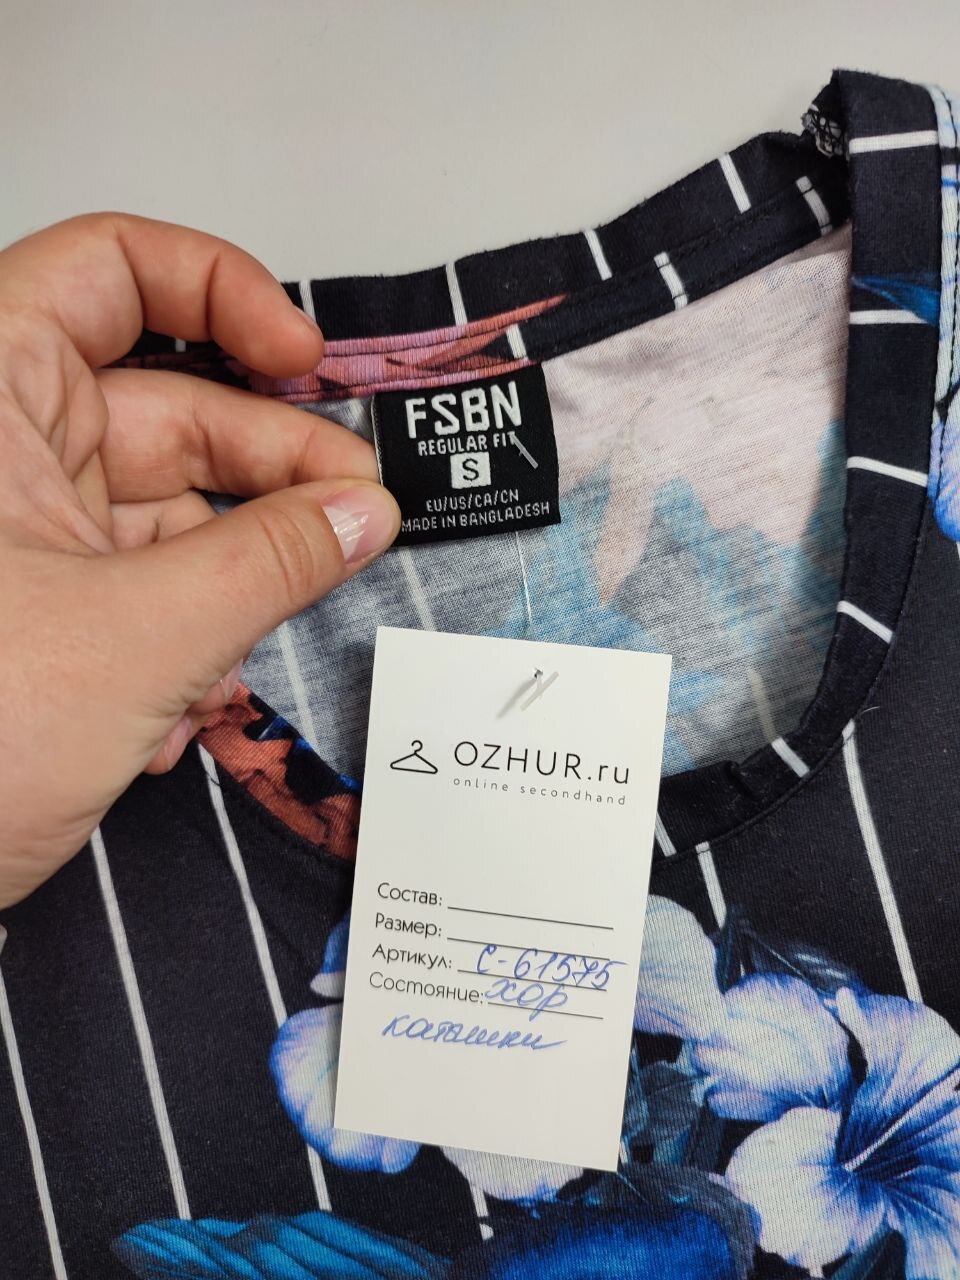 FSBN
REGULAR FIT
S
EU/US/CA/CN
MADE IN BANGLADESH
OZHUR.ru
online secondhand
Состав:
Размер:
Артикул: С-61575
Состояние: хор
каташки